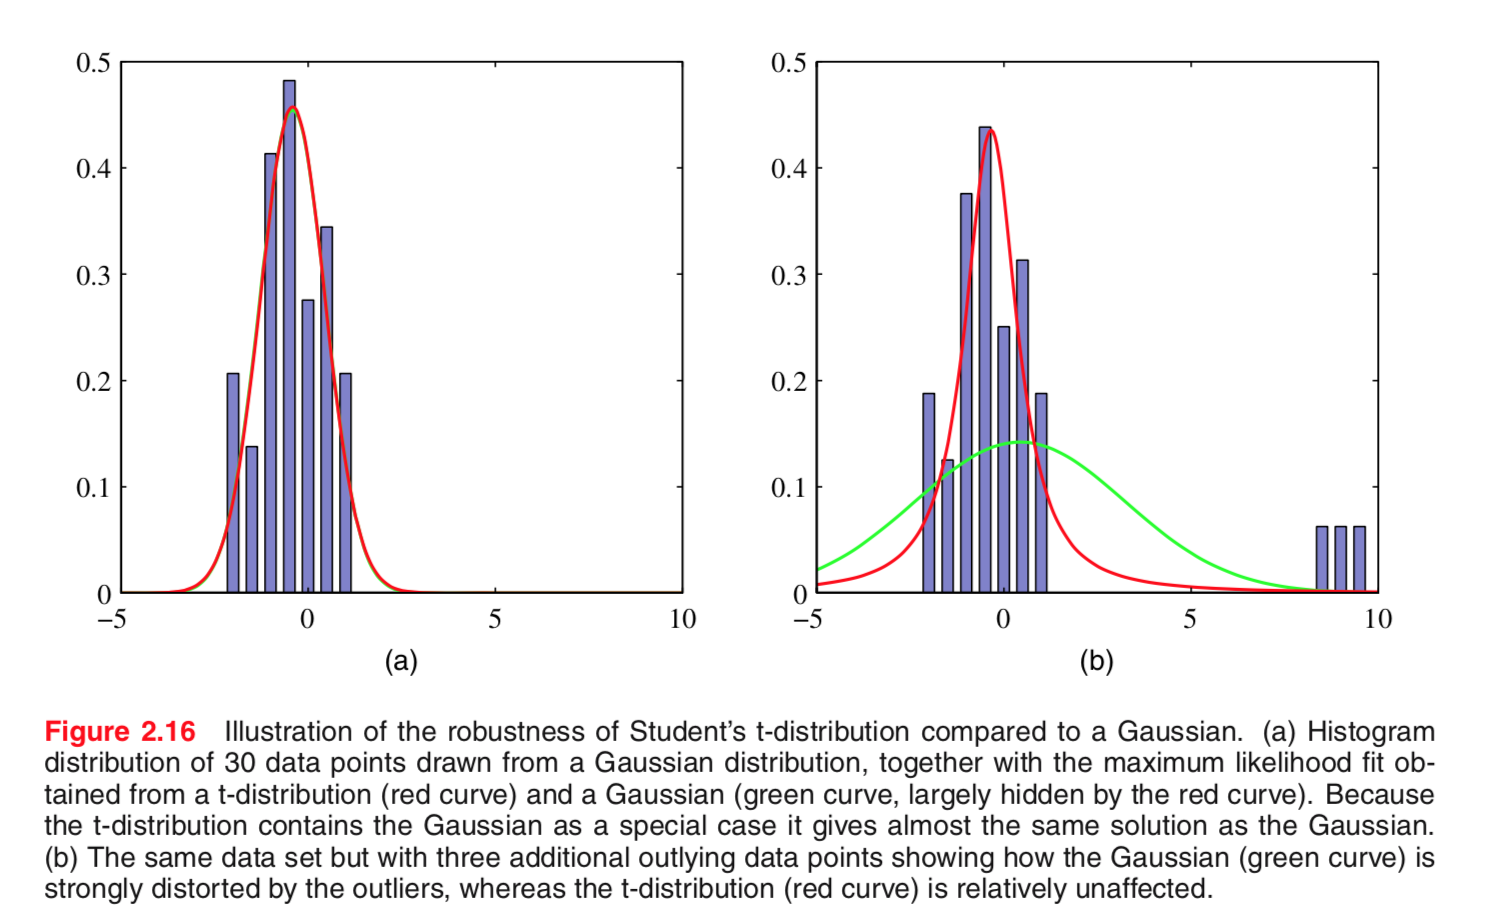 0.5
0.4
0.3
0.2
0.1
0
−5
0
5
10
(a)
0.5
0.4
0.3
0.2
0.1
0
−5
0
5
10
(b)
Figure 2.16 Illustration of the robustness of Student’s t-distribution compared to a Gaussian. (a) Histogram
distribution of 30 data points drawn from a Gaussian distribution, together with the maximum likelihood fit ob-
tained from a t-distribution (red curve) and a Gaussian (green curve, largely hidden by the red curve). Because
the t-distribution contains the Gaussian as a special case it gives almost the same solution as the Gaussian.
(b) The same data set but with three additional outlying data points showing how the Gaussian (green curve) is
strongly distorted by the outliers, whereas the t-distribution (red curve) is relatively unaffected.